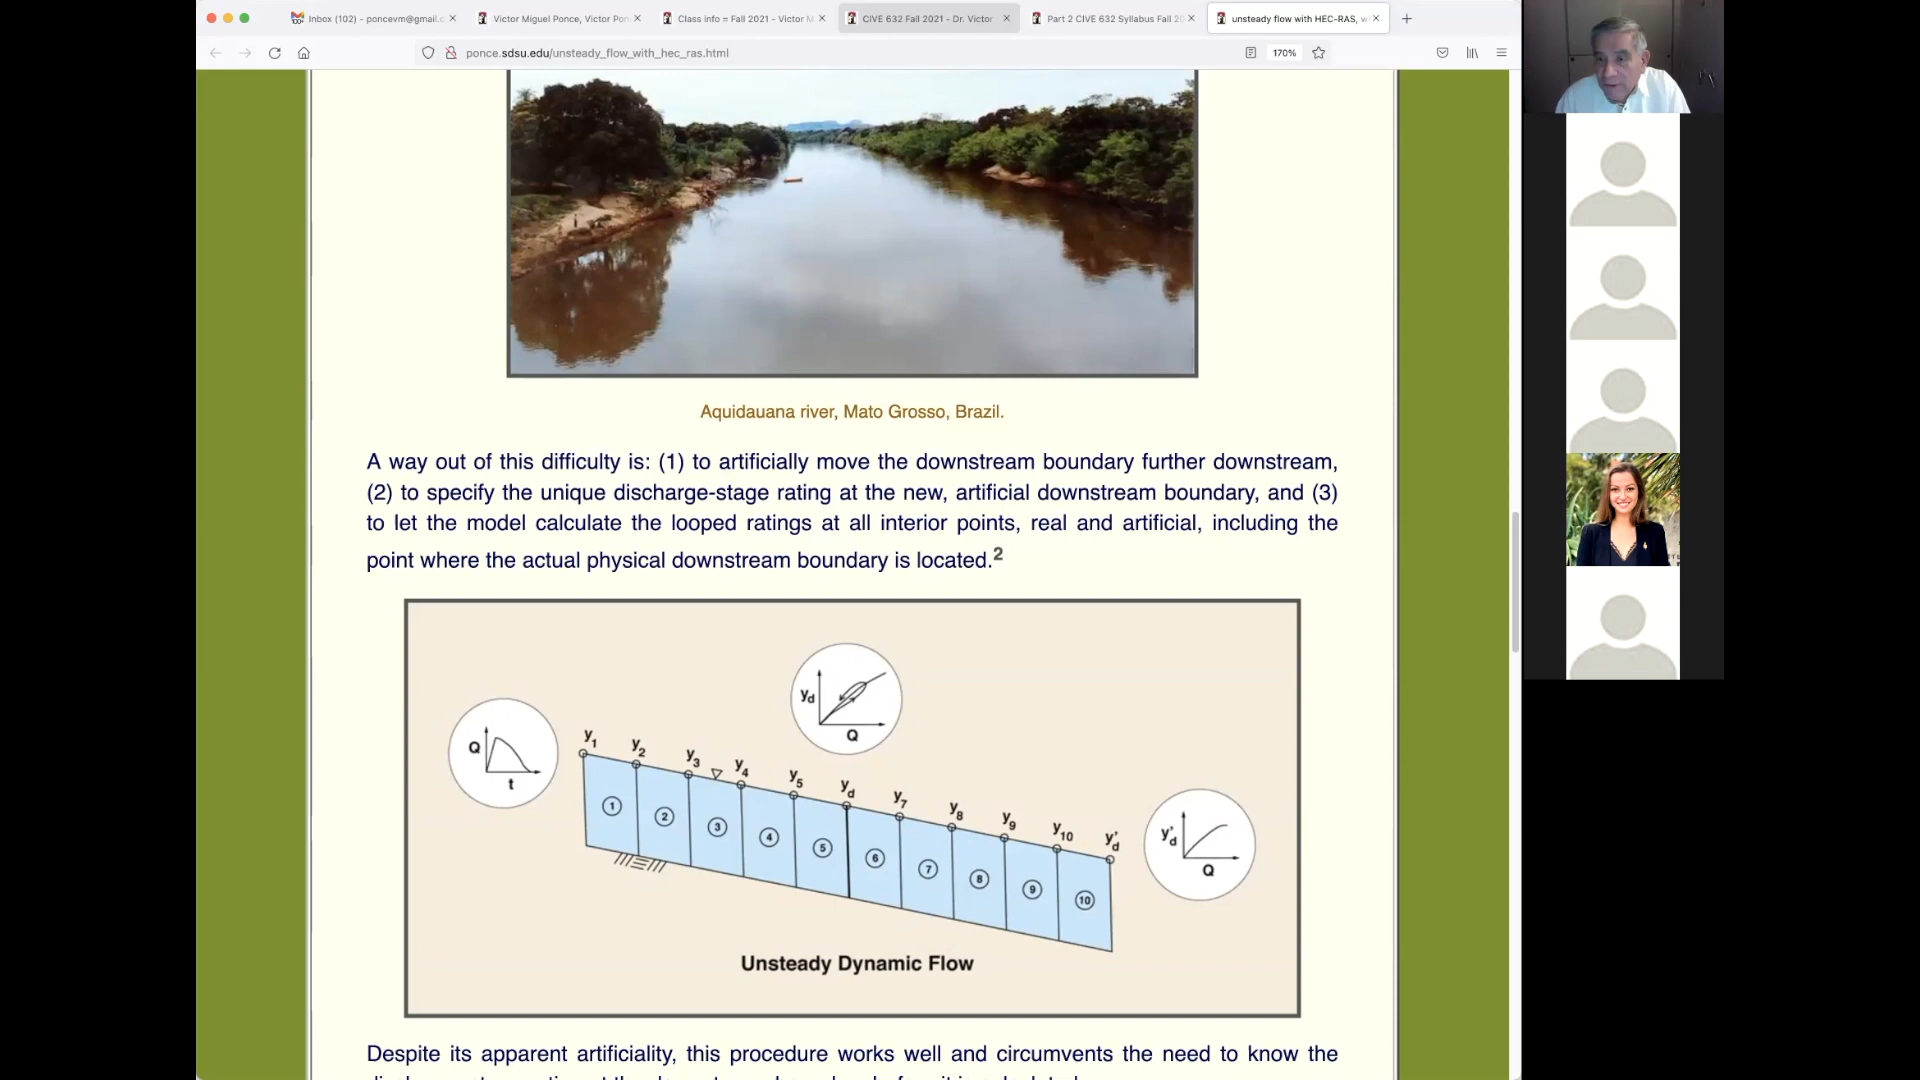 Inbox (102) - poncevm@gmail.c
Victor Miguel Ponce, Victor Pon
Class info = Fall 2021 - Victor M
CIVE 632 Fall 2021 - Dr. Victor
Part 2 CIVE 632 Syllabus Fall 20
unsteady flow with HEC-RAS, w
ponce.sdsu.edu/unsteady_flow_with_hec_ras.html
170%
Aquidauana river, Mato Grosso, Brazil.
A way out of this difficulty is: (1) to artificially move the downstream boundary further downstream,
(2) to specify the unique discharge-stage rating at the new, artificial downstream boundary, and (3)
to let the model calculate the looped ratings at all interior points, real and artificial, including the
point where the actual physical downstream boundary is located.2
yd
Q
Q
t
y1 y2 y3 y4 y5 yd y7 y8 y9 y10 y'd
1 2 3 4 5 6 7 8 9 10
y'd
Q
Unsteady Dynamic Flow
Despite its apparent artificiality, this procedure works well and circumvents the need to know the